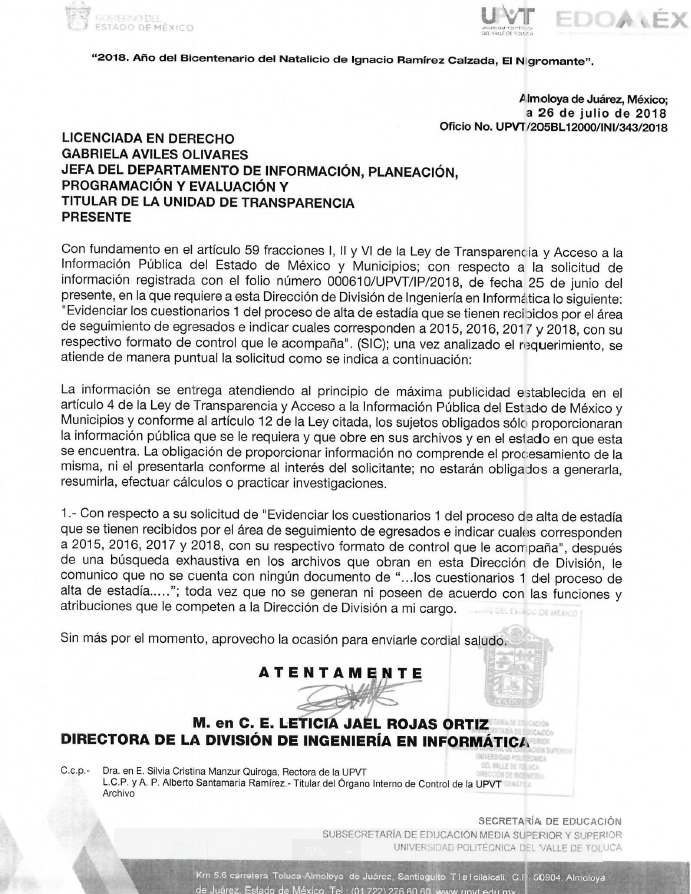 GOBIERNO DEL
ESTADO DE MÉXICO
UPVT
UNIVERSIDAD POLITÉCNICA
DEL VALLE DE TOLUCA
EDOMÉX
"2018. Año del Bicentenario del Natalicio de Ignacio Ramírez Calzada, El Nigromante".
Almoloya de Juárez, México;
a 26 de julio de 2018
Oficio No. UPVT/205BL12000/INI/343/2018
LICENCIADA EN DERECHO
GABRIELA AVILES OLIVARES
JEFA DEL DEPARTAMENTO DE INFORMACIÓN, PLANEACIÓN,
PROGRAMACIÓN Y EVALUACIÓN Y
TITULAR DE LA UNIDAD DE TRANSPARENCIA
PRESENTE
Con fundamento en el artículo 59 fracciones I, II y VI de la Ley de Transparencia y Acceso a la
Información Pública del Estado de México y Municipios; con respecto a la solicitud de
información registrada con el folio número 000610/UPVT/IP/2018, de fecha 25 de junio del
presente, en la que requiere a esta Dirección de División de Ingeniería en Informática lo siguiente:
"Evidenciar los cuestionarios 1 del proceso de alta de estadía que se tienen recibidos por el área
de seguimiento de egresados e indicar cuales corresponden a 2015, 2016, 2017 y 2018, con su
respectivo formato de control que le acompaña". (SIC); una vez analizado el requerimiento, se
atiende de manera puntual la solicitud como se indica a continuación:
La información se entrega atendiendo al principio de máxima publicidad establecida en el
artículo 4 de la Ley de Transparencia y Acceso a la Información Pública del Estado de México y
Municipios y conforme al artículo 12 de la Ley citada, los sujetos obligados sólo proporcionaran
la información pública que se le requiera y que obre en sus archivos y en el estado en que esta
se encuentra. La obligación de proporcionar información no comprende el procesamiento de la
misma, ni el presentarla conforme al interés del solicitante; no estarán obligados a generarla,
resumirla, efectuar cálculos o practicar investigaciones.
1.- Con respecto a su solicitud de "Evidenciar los cuestionarios 1 del proceso de alta de estadía
que se tienen recibidos por el área de seguimiento de egresados e indicar cuales corresponden
a 2015, 2016, 2017 y 2018, con su respectivo formato de control que le acompaña", después
de una búsqueda exhaustiva en los archivos que obran en esta Dirección de División, le
comunico que no se cuenta con ningún documento de "...los cuestionarios 1 del proceso de
alta de estadía....."; toda vez que no se generan ni poseen de acuerdo con las funciones y
atribuciones que le competen a la Dirección de División a mi cargo.
DEL ESTADO DE MÉXICO
Sin más por el momento, aprovecho la ocasión para enviarle cordial saludo.
ATENTAMENTE
M. en C. E. LETICIA JAEL ROJAS ORTIZ
DIRECTORA DE LA DIVISIÓN DE INGENIERÍA EN INFORMÁTICA
UNIVERSIDAD POLITÉCNICA
DEL VALLE DE TOLUCA
C.c.p.- Dra. en E. Silvia Cristina Manzur Quiroga, Rectora de la UPVT
L.C.P. y A. P. Alberto Santamaria Ramírez.- Titular del Órgano Interno de Control de la UPVT
Archivo
SECRETARÍA DE EDUCACIÓN
SUBSECRETARÍA DE EDUCACIÓN MEDIA SUPERIOR Y SUPERIOR
UNIVERSIDAD POLITÉCNICA DEL VALLE DE TOLUCA
Km 5.6 carretera Toluca-Almoloya de Juárez, Santiaguito Tlalcilalcali, C.P. 50904, Almoloya
de Juárez, Estado de México. Tel.: (01 722) 276 60 60 www.upvt.edu.mx